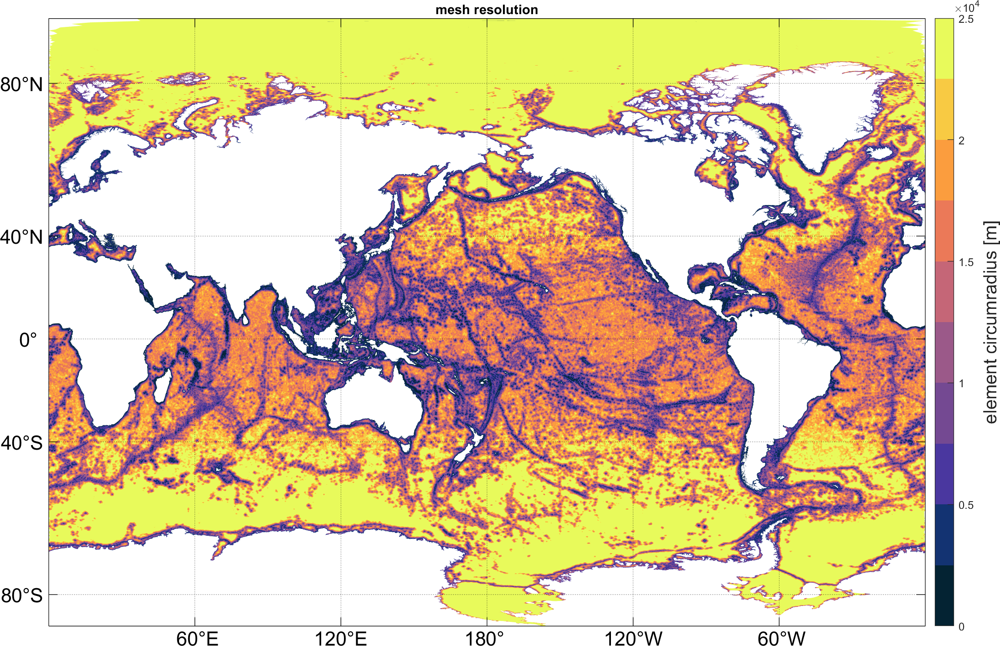 mesh resolution
×10⁴
2.5
2
1.5
1
0.5
0
element circumradius [m]
80°N
40°N
0°
40°S
80°S
60°E
120°E
180°
120°W
60°W